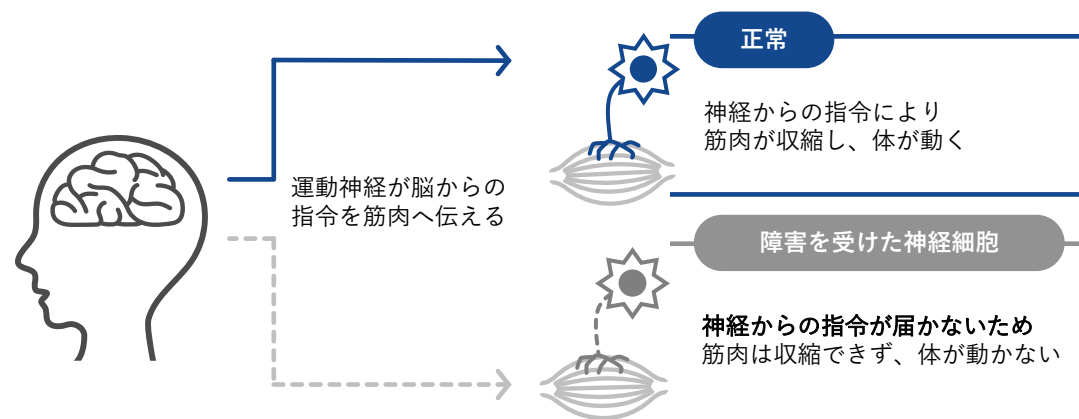 正常
神経からの指令により
筋肉が収縮し、体が動く
運動神経が脳からの
指令を筋肉へ伝える
障害を受けた神経細胞
神経からの指令が届かないため
筋肉は収縮できず、体が動かない